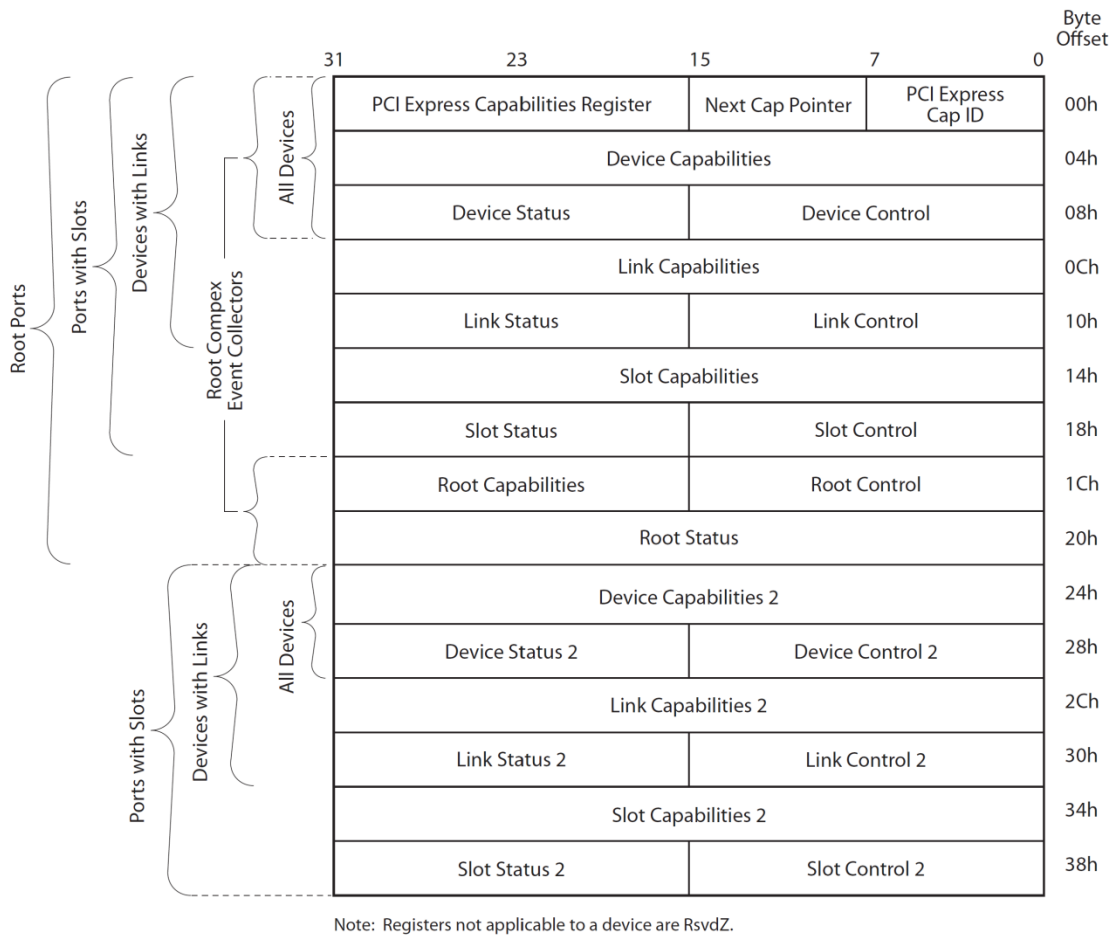 Byte
Offset
31 23 15 7 0
PCI Express Capabilities Register Next Cap Pointer PCI Express
Cap ID 00h
Device Capabilities 04h
Device Status Device Control 08h
Link Capabilities 0Ch
Link Status Link Control 10h
Slot Capabilities 14h
Slot Status Slot Control 18h
Root Capabilities Root Control 1Ch
Root Status 20h
Device Capabilities 2 24h
Device Status 2 Device Control 2 28h
Link Capabilities 2 2Ch
Link Status 2 Link Control 2 30h
Slot Capabilities 2 34h
Slot Status 2 Slot Control 2 38h
Root Ports
Ports with Slots
Devices with Links
Root Compex
Event Collectors
All Devices
Ports with Slots
Devices with Links
All Devices
Note: Registers not applicable to a device are RsvdZ.